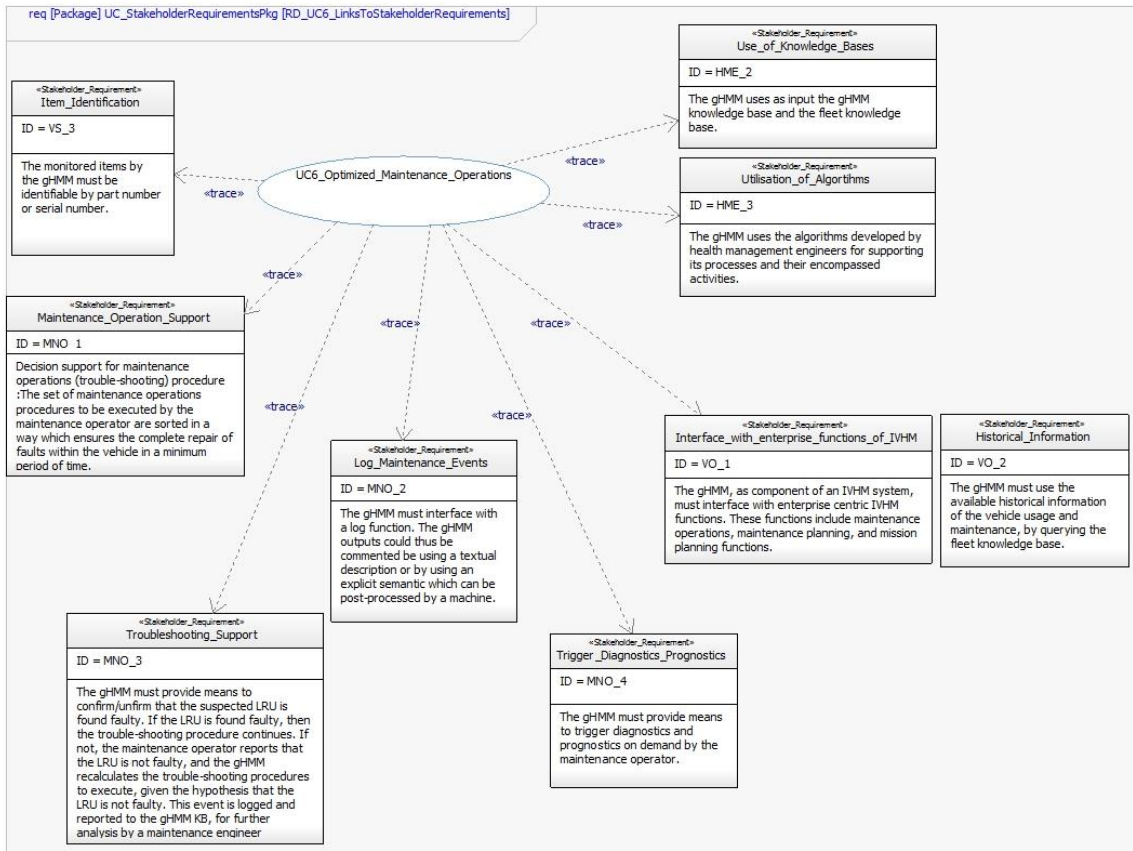 req [Package] UC_StakeholderRequirementsPkg [RD_UC6_LinksToStakeholderRequirements]
«Stakeholder_Requirement»
Use_of_Knowledge_Bases
ID = HME_2
The gHMM uses as input the gHMM
knowledge base and the fleet knowledge
base.
«Stakeholder_Requirement»
Item_Identification
ID = VS_3
The monitored items by
the gHMM must be
identifiable by part number
or serial number.
UC6_Optimized_Maintenance_Operations
«trace»
«trace»
«trace»
«Stakeholder_Requirement»
Utilisation_of_Algortihms
ID = HME_3
The gHMM uses the algorithms developed by
health management engineers for supporting
its processes and their encompassed
activities.
«trace»
«trace»
«trace»
«trace»
«trace»
«Stakeholder_Requirement»
Maintenance_Operation_Support
ID = MNO_1
Decision support for maintenance
operations (trouble-shooting) procedure
:The set of maintenance operations
procedures to be executed by the
maintenance operator are sorted in a
way which ensures the complete repair of
faults within the vehicle in a minimum
period of time.
«Stakeholder_Requirement»
Log_Maintenance_Events
ID = MNO_2
The gHMM must interface with
a log function. The gHMM
outputs could thus be
commented be using a textual
description or by using an
explicit semantic which can be
post-processed by a machine.
«Stakeholder_Requirement»
Interface_with_enterprise_functions_of_IVHM
ID = VO_1
The gHMM, as component of an IVHM system,
must interface with enterprise centric IVHM
functions. These functions include maintenance
operations, maintenance planning, and mission
planning functions.
«Stakeholder_Requirement»
Historical_Information
ID = VO_2
The gHMM must use the
available historical information
of the vehicle usage and
maintenance, by querying the
fleet knowledge base.
«Stakeholder_Requirement»
Troubleshooting_Support
ID = MNO_3
The gHMM must provide means to
confirm/unfirm that the suspected LRU is
found faulty. If the LRU is found faulty, then
the trouble-shooting procedure continues. If
not, the maintenance operator reports that
the LRU is not faulty, and the gHMM
recalculates the trouble-shooting procedures
to execute, given the hypothesis that the
LRU is not faulty. This event is logged and
reported to the gHMM KB, for further
analysis by a maintenance engineer
«Stakeholder_Requirement»
Trigger_Diagnostics_Prognostics
ID = MNO_4
The gHMM must provide means
to trigger diagnostics and
prognostics on demand by the
maintenance operator.